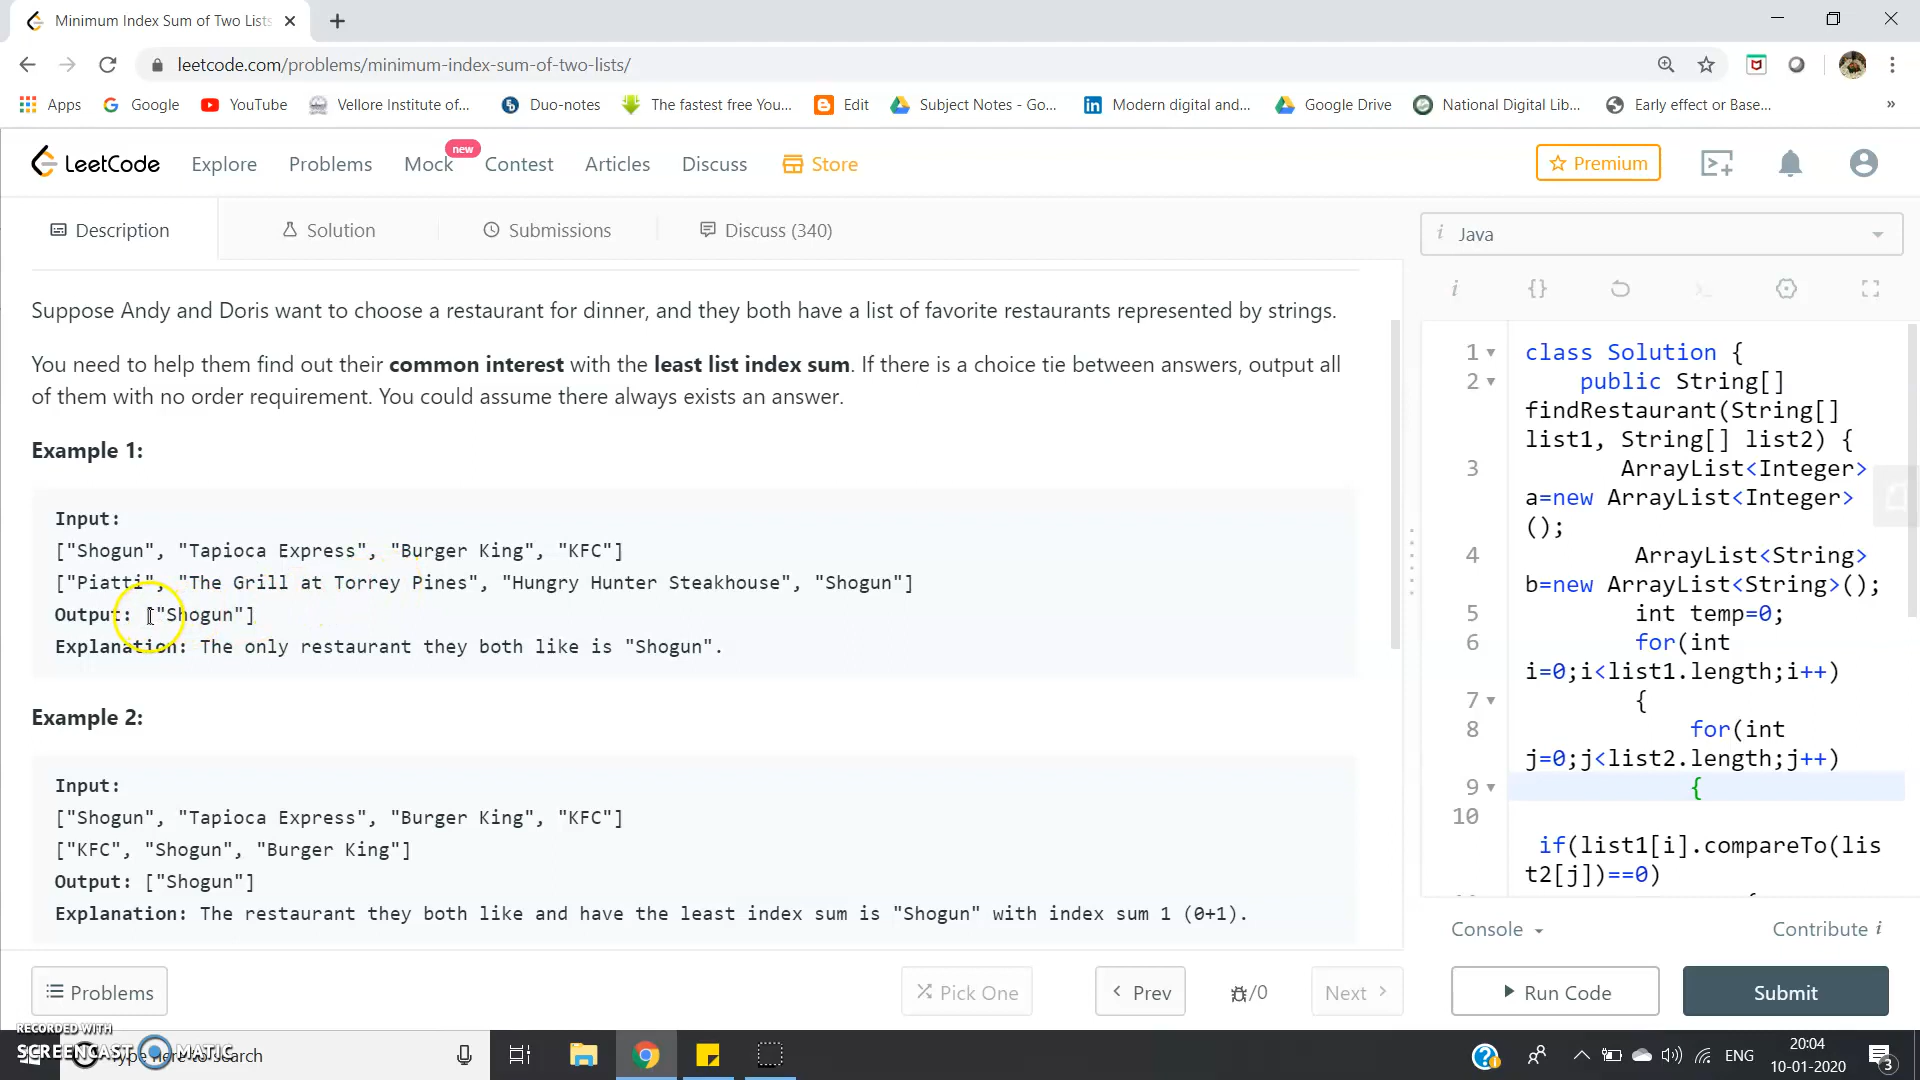 Minimum Index Sum of Two Lists
leetcode.com/problems/minimum-index-sum-of-two-lists/
Apps Google YouTube Vellore Institute of... Duo-notes The fastest free You... Edit Subject Notes - Go... Modern digital and... Google Drive National Digital Lib... Early effect or Base... »
LeetCode Explore Problems Mock new Contest Articles Discuss Store Premium
Description Solution Submissions Discuss (340)
Suppose Andy and Doris want to choose a restaurant for dinner, and they both have a list of favorite restaurants represented by strings.
You need to help them find out their common interest with the least list index sum. If there is a choice tie between answers, output all
of them with no order requirement. You could assume there always exists an answer.
Example 1:
Input:
["Shogun", "Tapioca Express", "Burger King", "KFC"]
["Piatti", "The Grill at Torrey Pines", "Hungry Hunter Steakhouse", "Shogun"]
Output: ["Shogun"]
Explanation: The only restaurant they both like is "Shogun".
Example 2:
Input:
["Shogun", "Tapioca Express", "Burger King", "KFC"]
["KFC", "Shogun", "Burger King"]
Output: ["Shogun"]
Explanation: The restaurant they both like and have the least index sum is "Shogun" with index sum 1 (0+1).
i Java
i {}
1 class Solution {
2 public String[]
findRestaurant(String[]
list1, String[] list2) {
3 ArrayList<Integer>
a=new ArrayList<Integer>
();
4 ArrayList<String>
b=new ArrayList<String>();
5 int temp=0;
6 for(int
i=0;i<list1.length;i++)
7 {
8 for(int
j=0;j<list2.length;j++)
9 {
10
if(list1[i].compareTo(lis
t2[j])==0)
Console Contribute i
Problems Pick One Prev /0 Next Run Code Submit
RECORDED WITH
SCREENCAST MATIC
Type here to search
ENG
20:04
10-01-2020
3